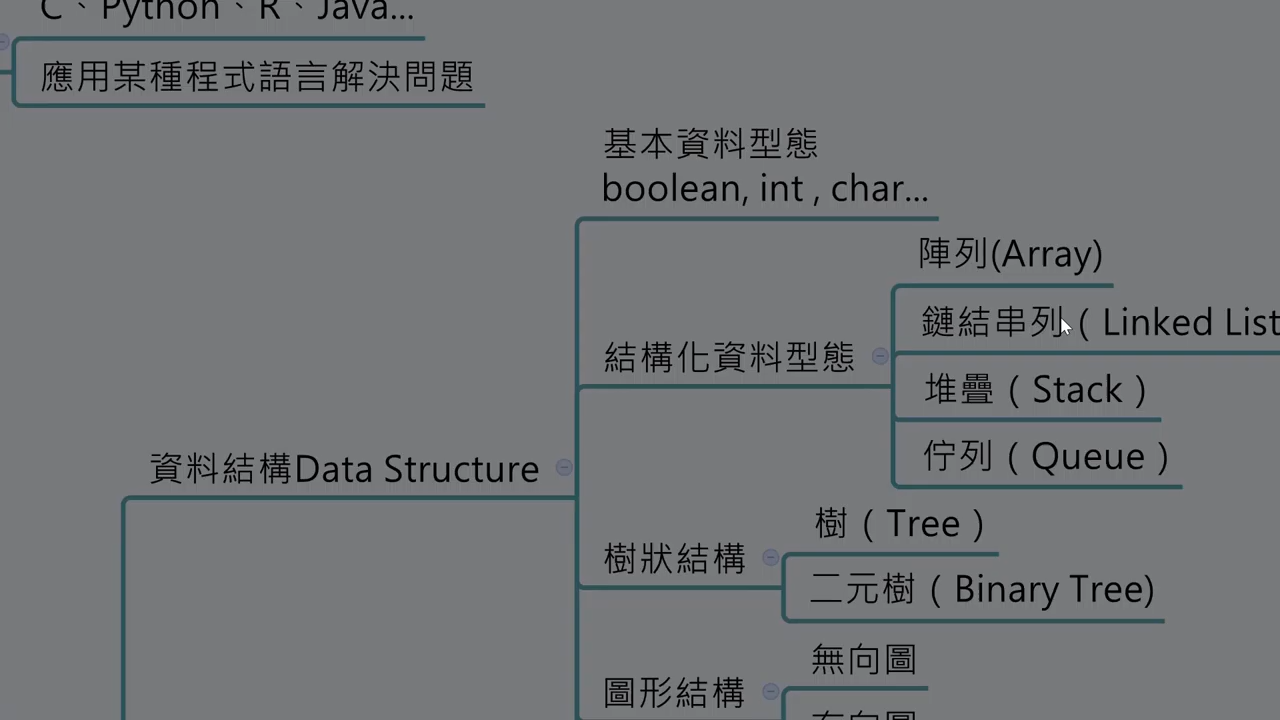 C、Python、R、Java...
應用某種程式語言解決問題
基本資料型態
boolean, int , char...
陣列(Array)
鏈結串列（Linked List
結構化資料型態
堆疊（Stack）
佇列（Queue）
資料結構Data Structure
樹（Tree）
樹狀結構
二元樹（Binary Tree)
無向圖
圖形結構
有向圖